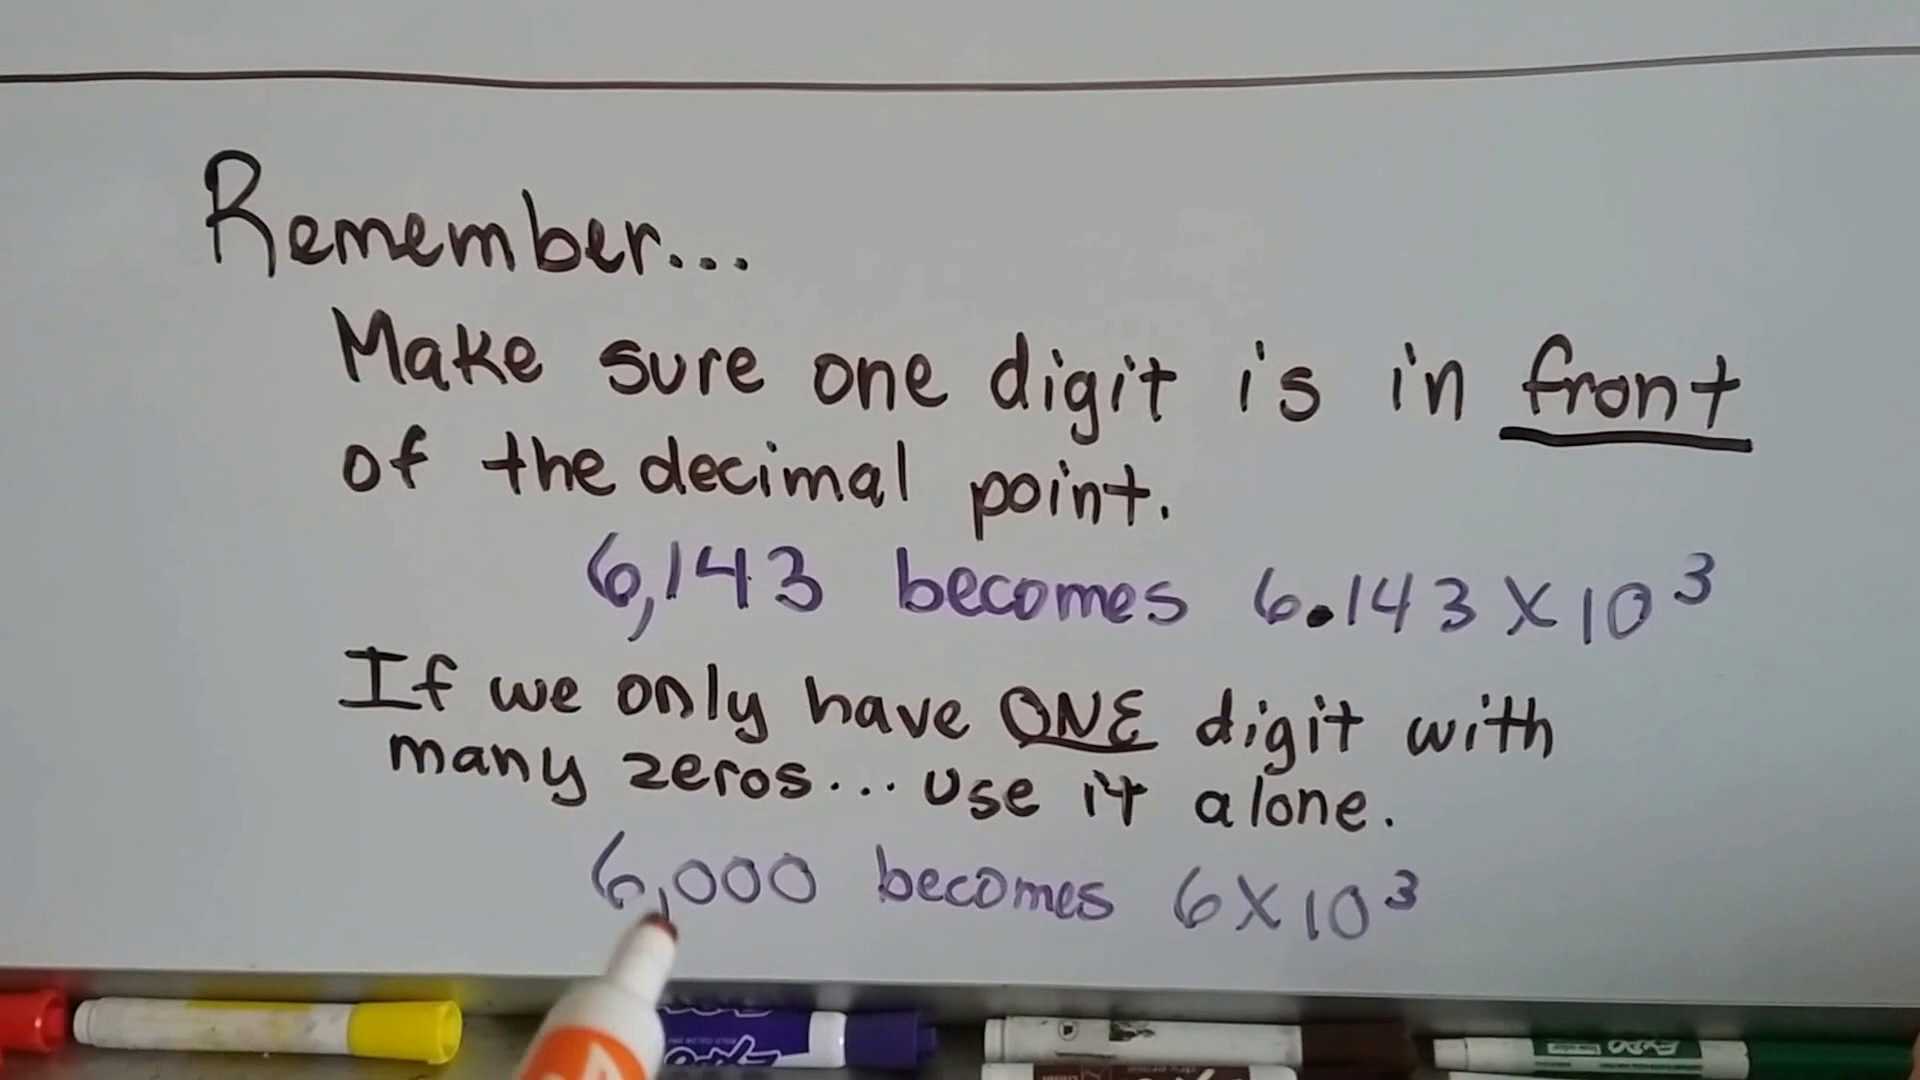 Remember...
Make sure one digit is in front
of the decimal point.
6,143 becomes 6.143 x 10³
If we only have ONE digit with
many zeros... use it alone.
6,000 becomes 6 x 10³
EXPO